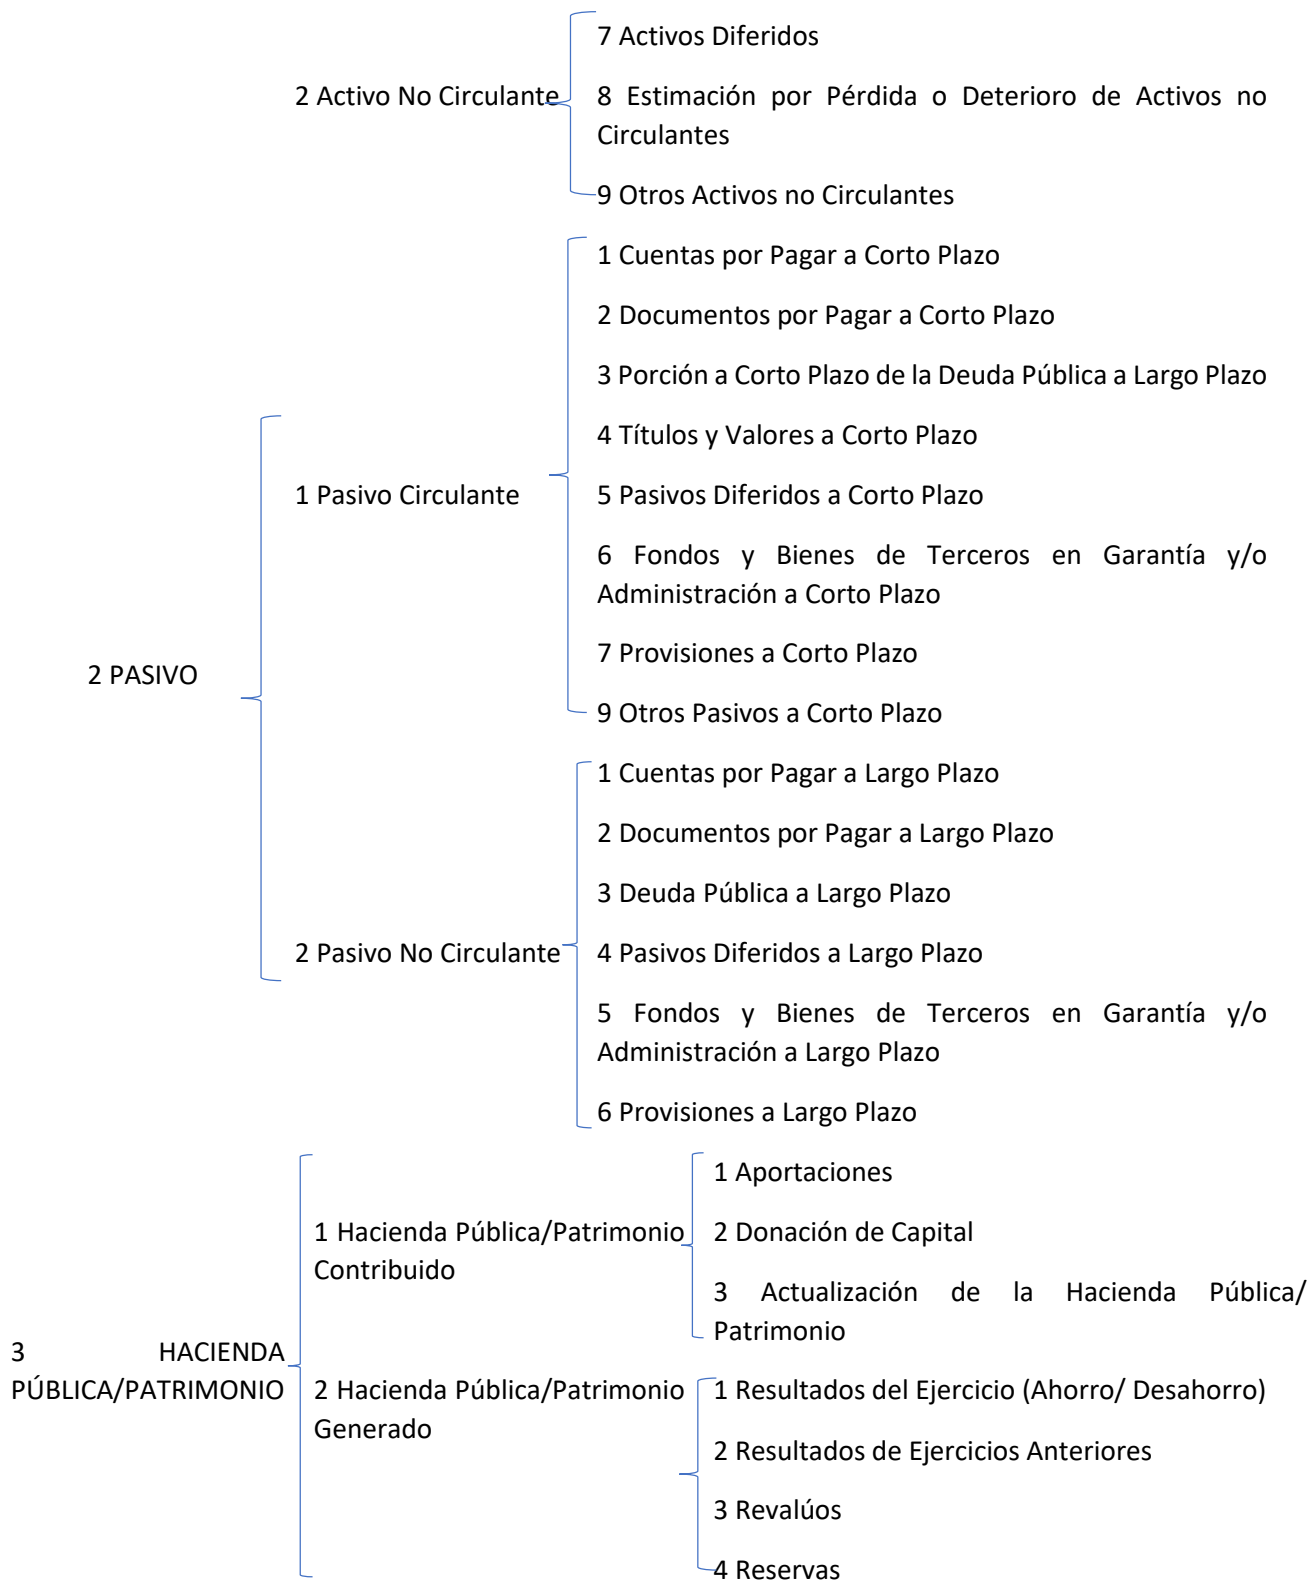 7 Activos Diferidos
2 Activo No Circulante
8 Estimación por Pérdida o Deterioro de Activos no
Circulantes
9 Otros Activos no Circulantes
1 Cuentas por Pagar a Corto Plazo
2 Documentos por Pagar a Corto Plazo
3 Porción a Corto Plazo de la Deuda Pública a Largo Plazo
4 Títulos y Valores a Corto Plazo
1 Pasivo Circulante
5 Pasivos Diferidos a Corto Plazo
6 Fondos y Bienes de Terceros en Garantía y/o
Administración a Corto Plazo
7 Provisiones a Corto Plazo
2 PASIVO
9 Otros Pasivos a Corto Plazo
1 Cuentas por Pagar a Largo Plazo
2 Documentos por Pagar a Largo Plazo
3 Deuda Pública a Largo Plazo
2 Pasivo No Circulante
4 Pasivos Diferidos a Largo Plazo
5 Fondos y Bienes de Terceros en Garantía y/o
Administración a Largo Plazo
6 Provisiones a Largo Plazo
3 HACIENDA
PÚBLICA/PATRIMONIO
1 Hacienda Pública/Patrimonio
Contribuido
1 Aportaciones
2 Donación de Capital
3 Actualización de la Hacienda Pública/
Patrimonio
2 Hacienda Pública/Patrimonio
Generado
1 Resultados del Ejercicio (Ahorro/ Desahorro)
2 Resultados de Ejercicios Anteriores
3 Revalúos
4 Reservas